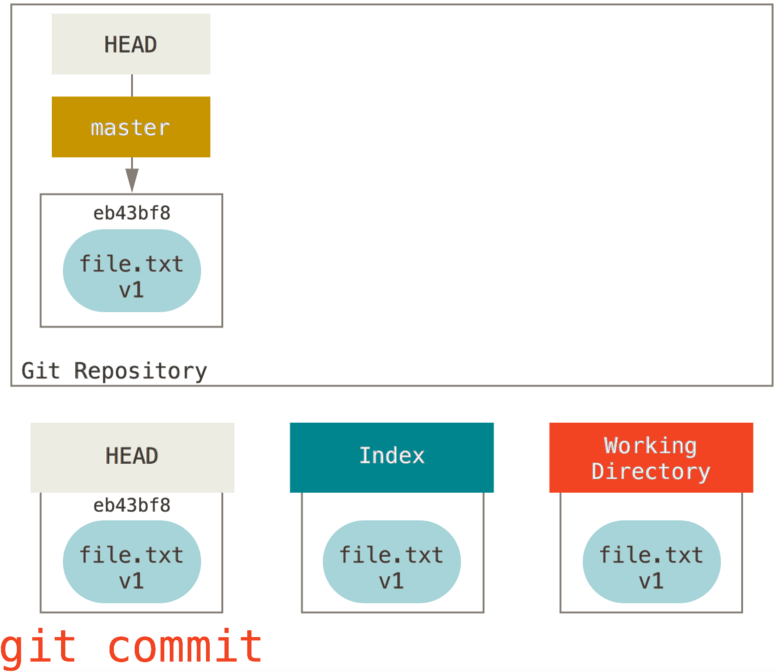 HEAD
master
eb43bf8
file.txt
v1
Git Repository
HEAD
Index
Working
Directory
eb43bf8
file.txt
v1
file.txt
v1
file.txt
v1
git commit